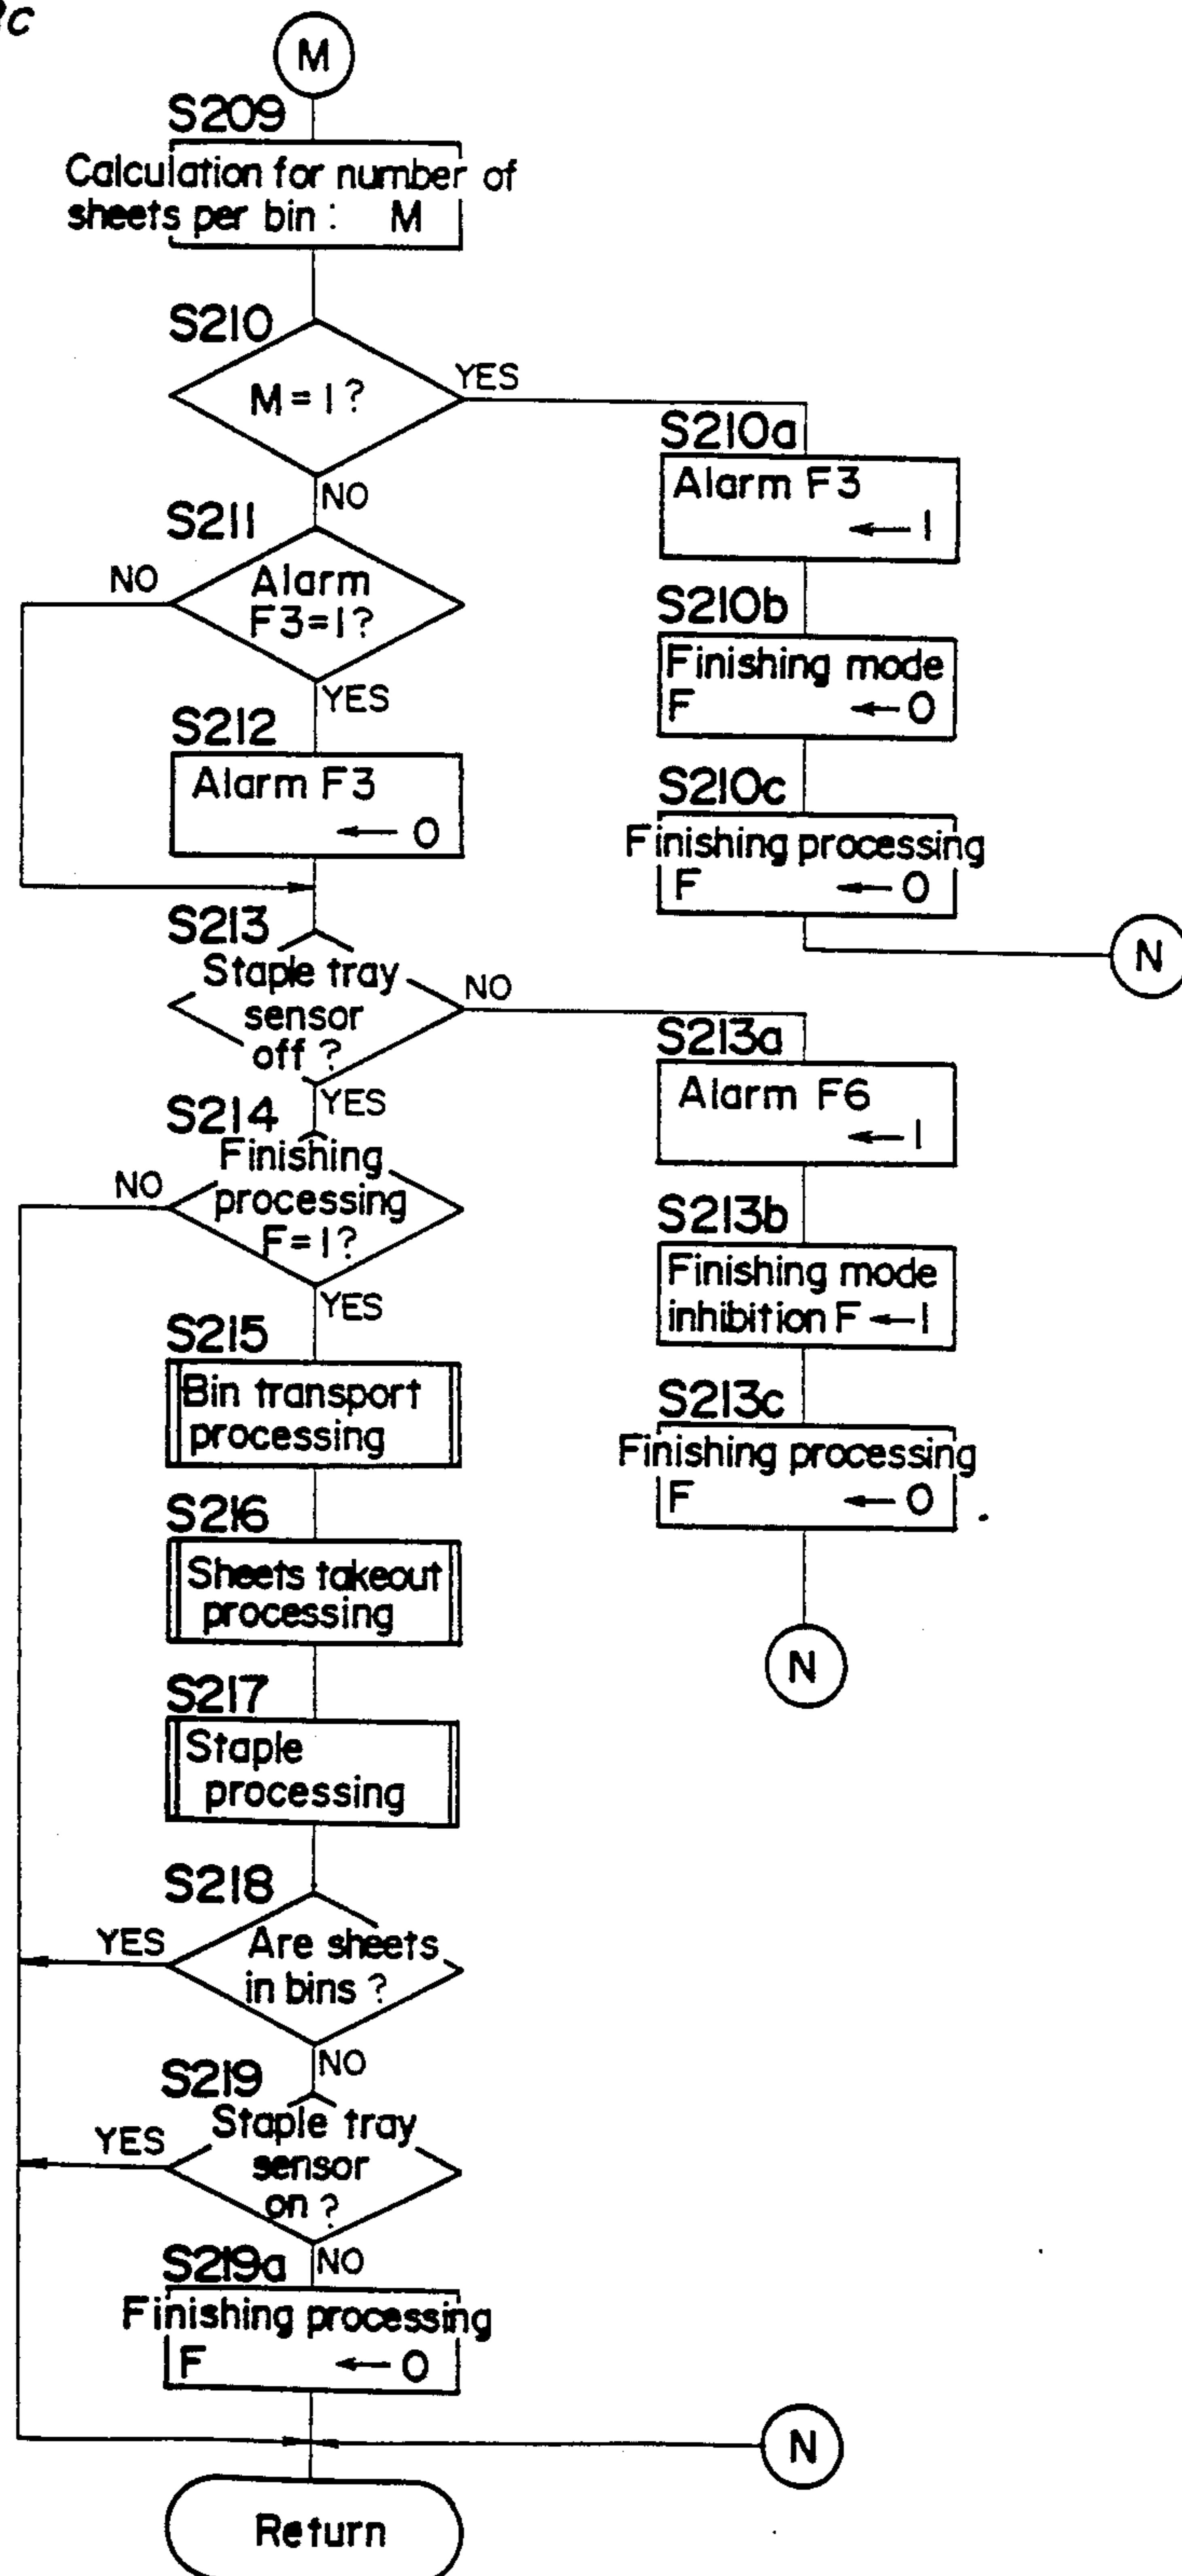 M
S209
Calculation for number of
sheets per bin : M
S210
M = 1 ?
YES
NO
S210a
Alarm F3
← 1
S210b
Finishing mode
F ← 0
S210c
Finishing processing
F ← 0
N
S211
Alarm
F3=1?
NO
YES
S212
Alarm F3
← 0
S213
Staple tray
sensor
off ?
NO
YES
S213a
Alarm F6
← 1
S213b
Finishing mode
inhibition F ← 1
S213c
Finishing processing
F ← 0
N
S214
Finishing
processing
F=1?
NO
YES
S215
Bin transport
processing
S216
Sheets takeout
processing
S217
Staple
processing
S218
Are sheets
in bins ?
YES
NO
S219
Staple tray
sensor
on ?
YES
NO
S219a
Finishing processing
F ← 0
N
Return